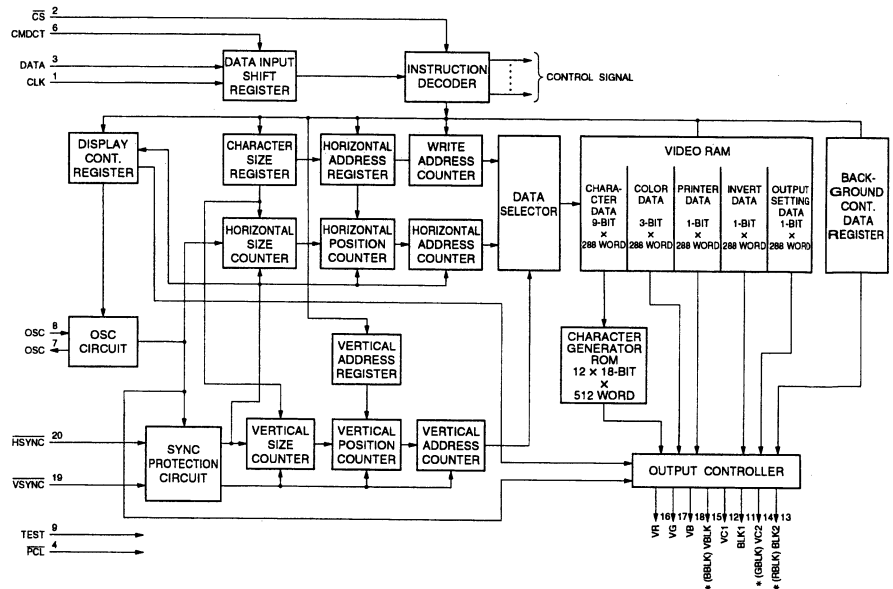 CS 2
CMDCT 6
DATA 3
CLK 1
DATA INPUT
SHIFT
REGISTER
INSTRUCTION
DECODER
CONTROL SIGNAL
DISPLAY
CONT.
REGISTER
CHARACTER
SIZE
REGISTER
HORIZONTAL
ADDRESS
REGISTER
WRITE
ADDRESS
COUNTER
DATA
SELECTOR
VIDEO RAM
CHARA-
CTER
DATA
9-BIT
×
288 WORD
COLOR
DATA
3-BIT
×
288 WORD
PRINTER
DATA
1-BIT
×
288 WORD
INVERT
DATA
1-BIT
×
288 WORD
OUTPUT
SETTING
DATA
1-BIT
×
288 WORD
BACK-
GROUND
CONT.
DATA
REGISTER
HORIZONTAL
SIZE
COUNTER
HORIZONTAL
POSITION
COUNTER
HORIZONTAL
ADDRESS
COUNTER
OSC 8
OSC 7
OSC
CIRCUIT
VERTICAL
ADDRESS
REGISTER
CHARACTER
GENERATOR
ROM
12 × 18-BIT
×
512 WORD
HSYNC 20
VSYNC 19
SYNC
PROTECTION
CIRCUIT
VERTICAL
SIZE
COUNTER
VERTICAL
POSITION
COUNTER
VERTICAL
ADDRESS
COUNTER
OUTPUT CONTROLLER
TEST 9
PCL 4
VR 16
VG 17
VB 18
* (BBLK) VBLK 15
VC1 12
BLK1 11
* (GBLK) VC2 14
* (RBLK) BLK2 13